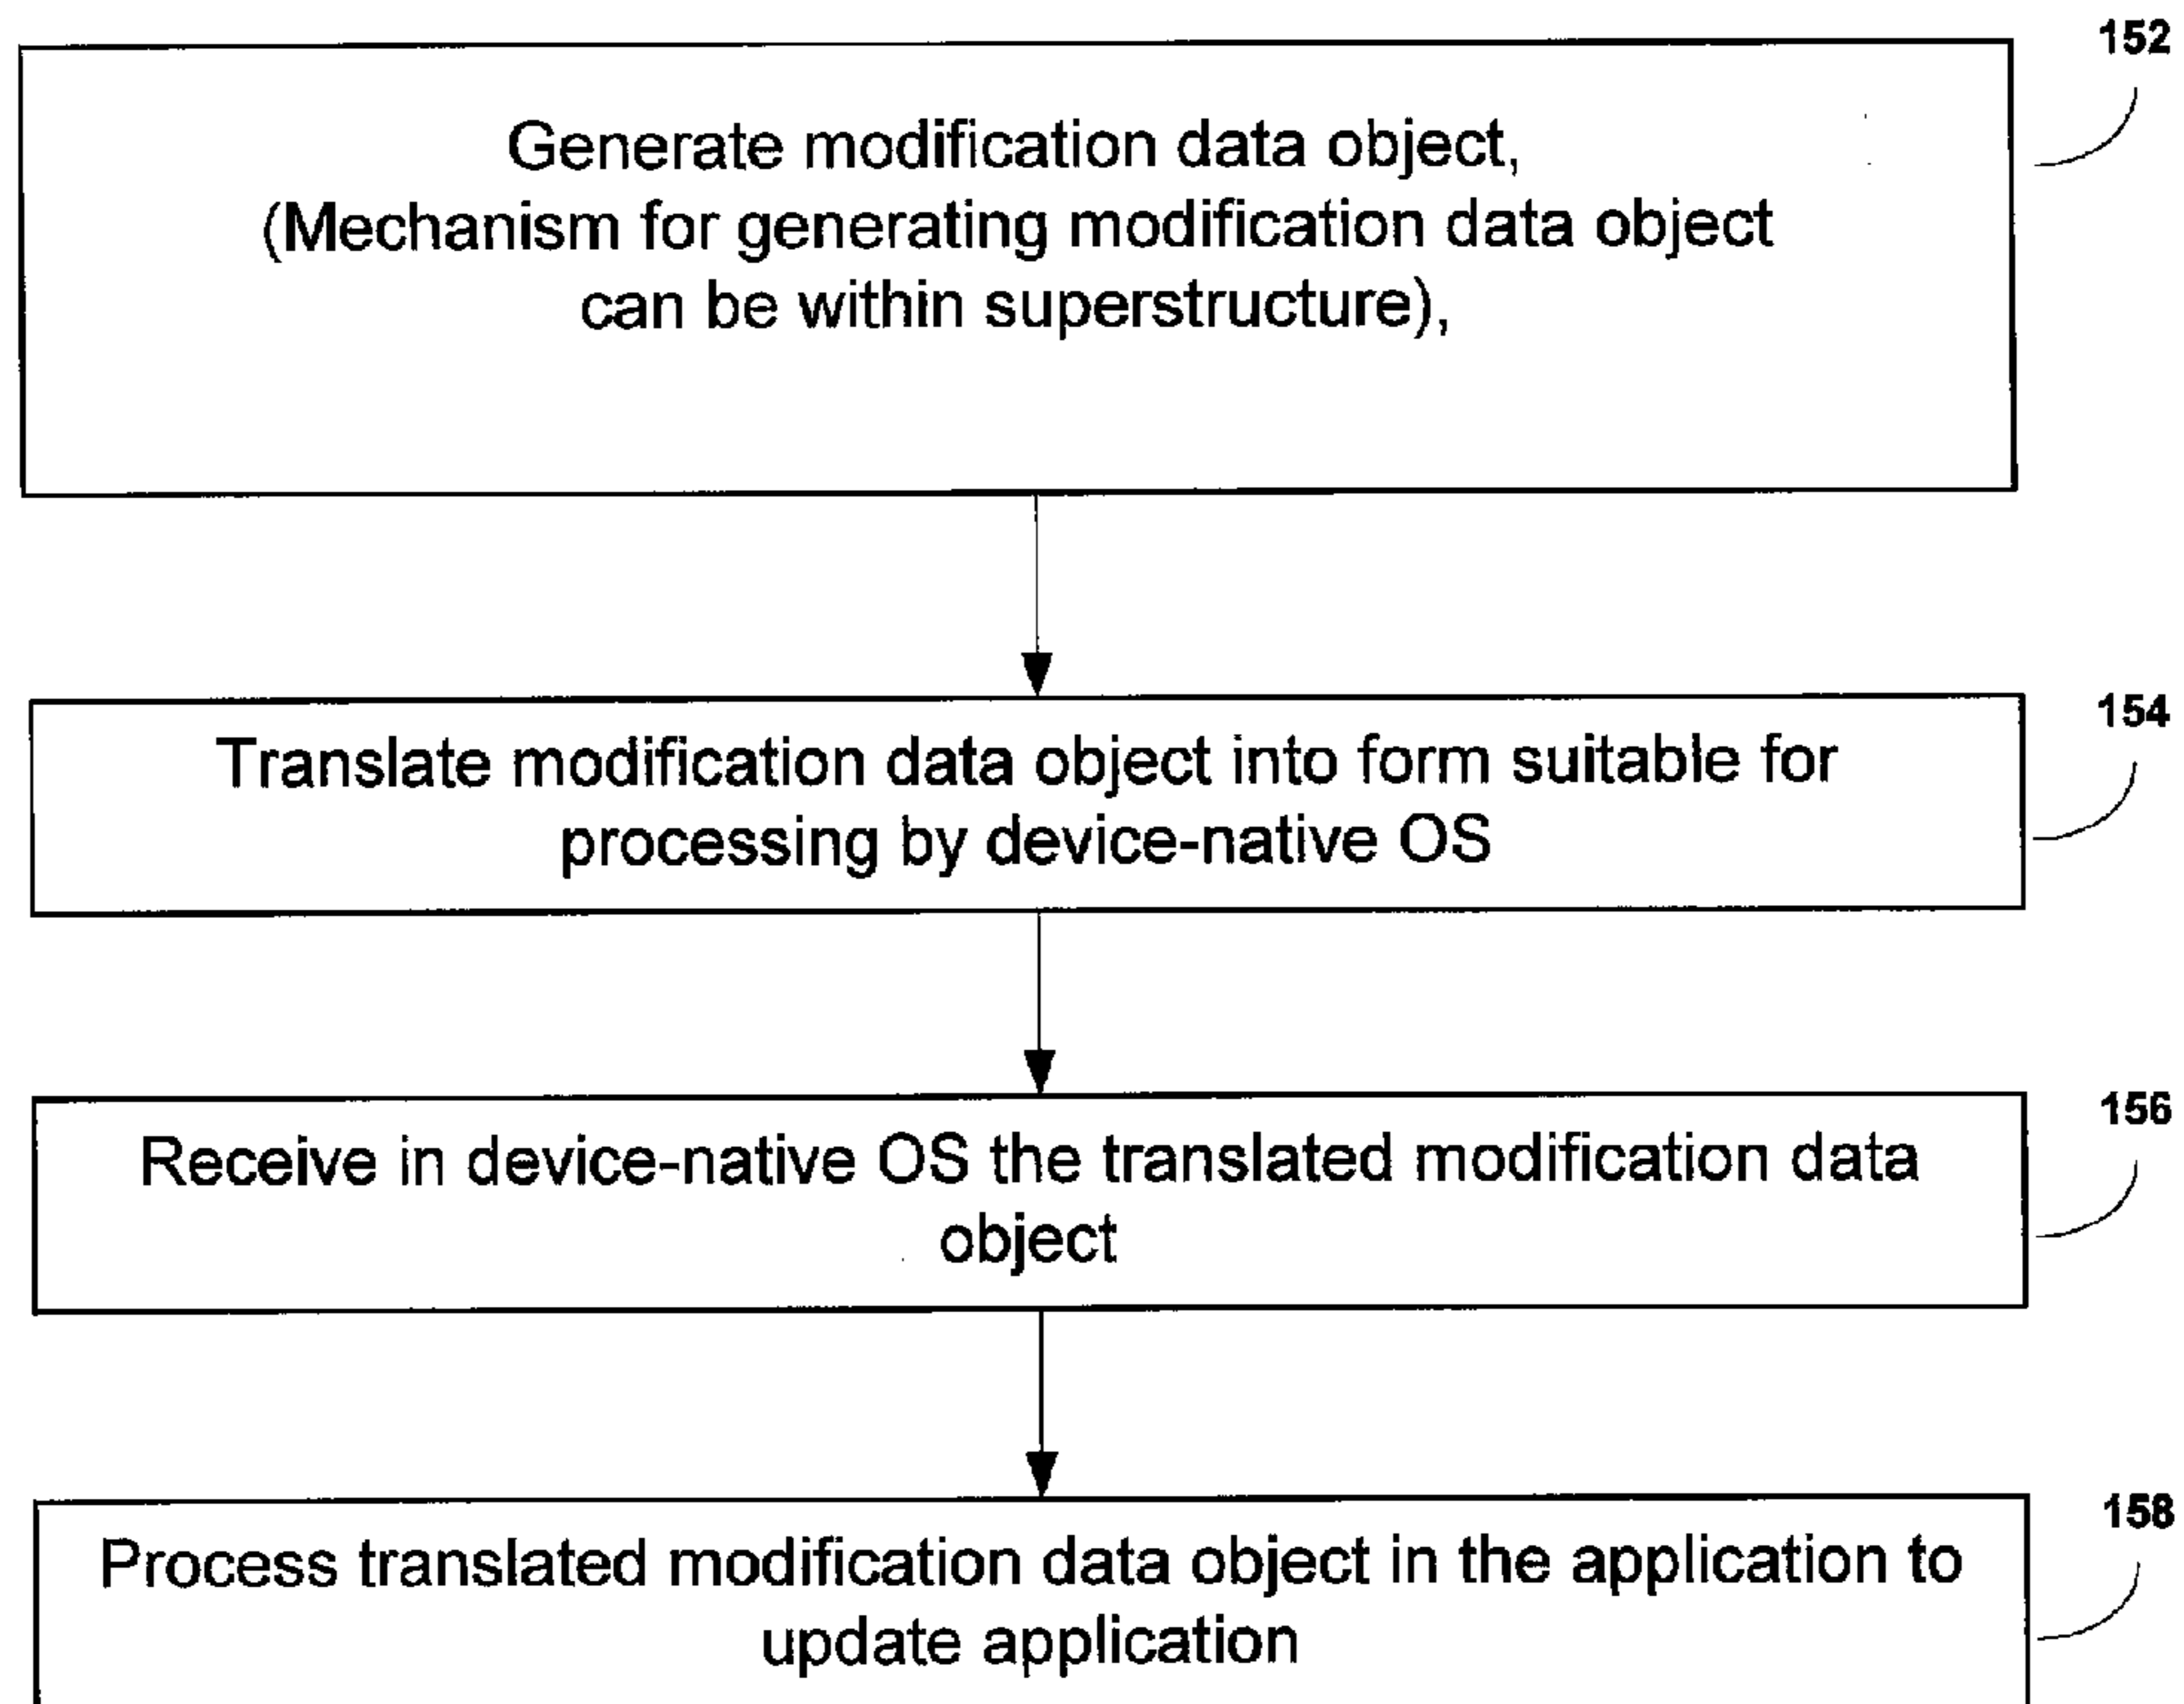 152
Generate modification data object,
(Mechanism for generating modification data object
can be within superstructure),
154
Translate modification data object into form suitable for
processing by device-native OS
156
Receive in device-native OS the translated modification data
object
158
Process translated modification data object in the application to
update application